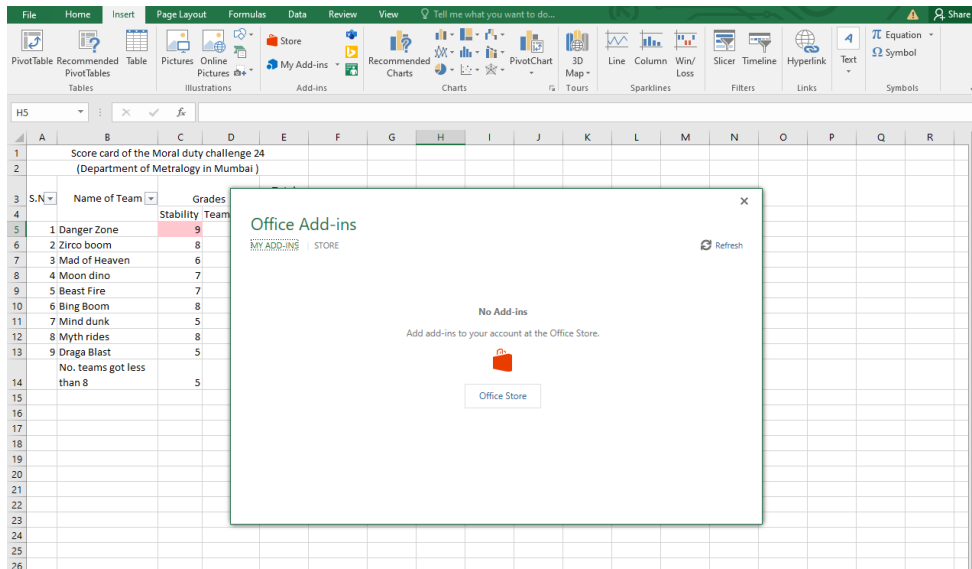 File Home Insert Page Layout Formulas Data Review View Tell me what you want to do... Share
PivotTable Recommended PivotTables Table Pictures Online Pictures Store My Add-ins Recommended Charts PivotChart 3D Map Line Column Win/Loss Slicer Timeline Hyperlink Text Equation Symbol
Tables Illustrations Add-ins Charts Tours Sparklines Filters Links Symbols
H5 fx
A B C D E F G H I J K L M N O P Q R
1 Score card of the Moral duty challenge 24
2 (Department of Metralogy in Mumbai )
3 S.N Name of Team Grades
4 Stability Team
5 1 Danger Zone 9
6 2 Zirco boom 8
7 3 Mad of Heaven 6
8 4 Moon dino 7
9 5 Beast Fire 7
10 6 Bing Boom 8
11 7 Mind dunk 5
12 8 Myth rides 8
13 9 Draga Blast 5
No. teams got less
14 than 8 5
15
16
17
18
19
20
21
22
23
24
25
26
Office Add-ins
MY ADD-INS STORE Refresh
No Add-ins
Add add-ins to your account at the Office Store.
Office Store